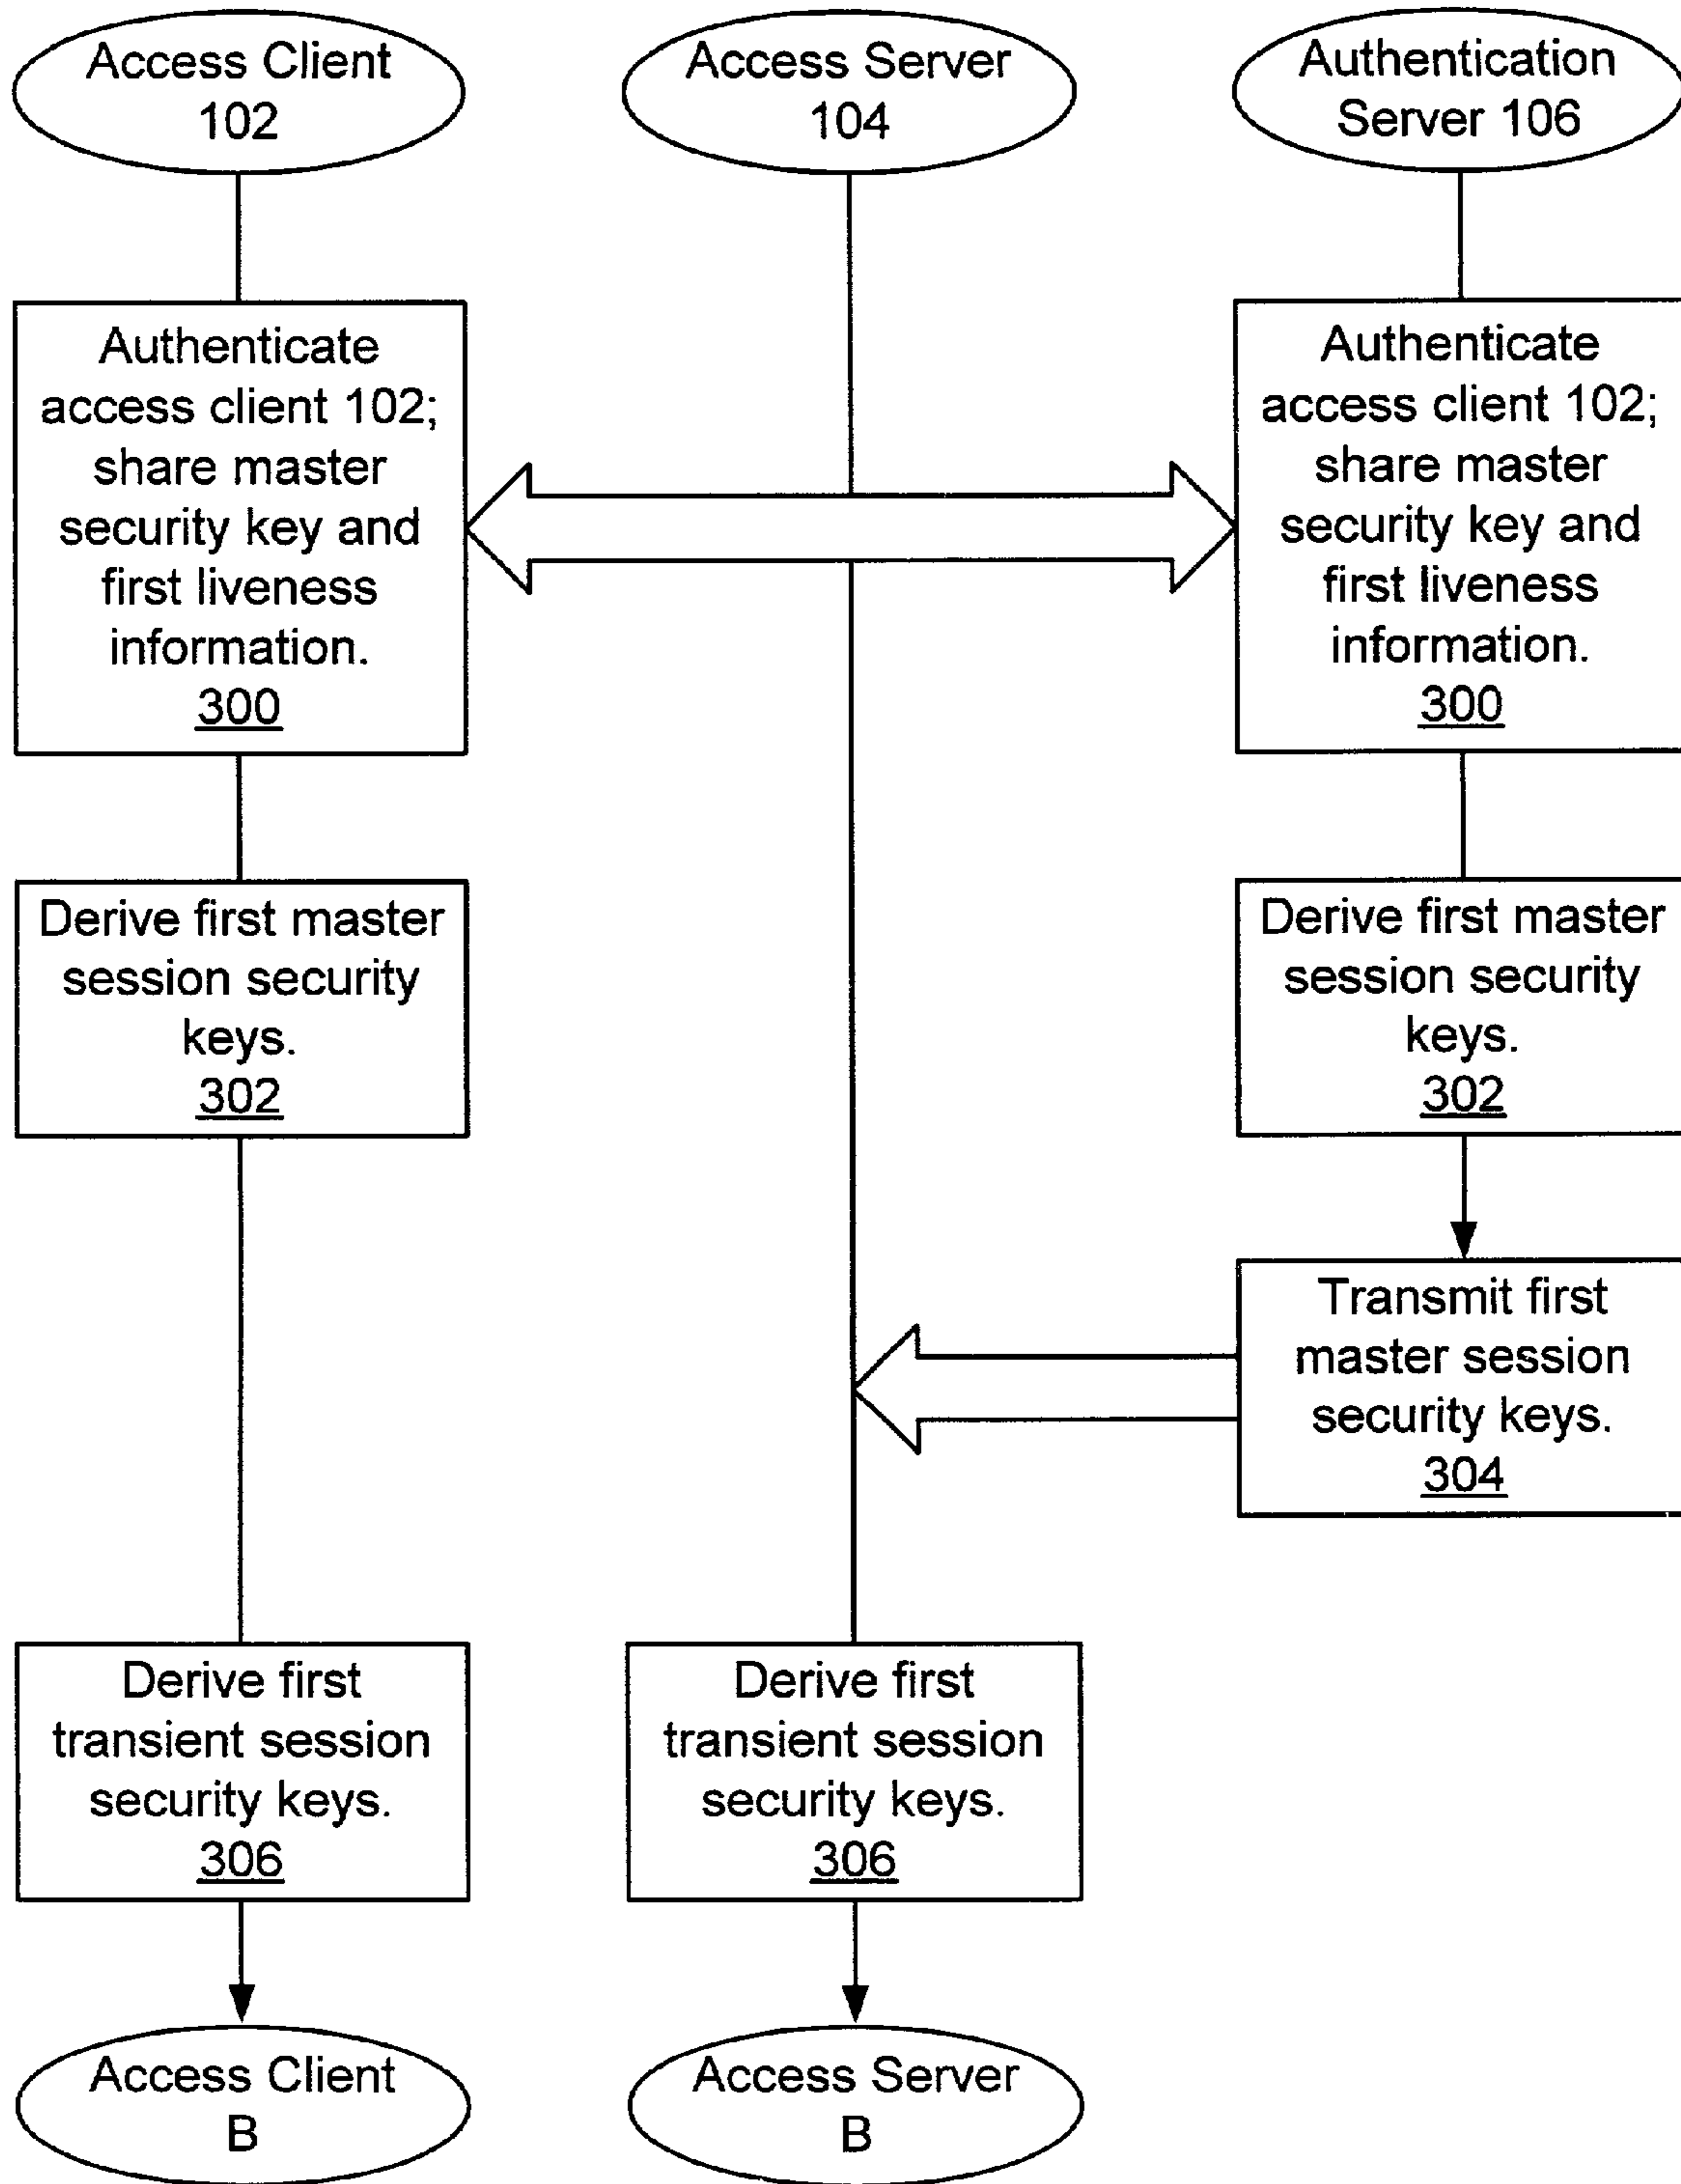 Access Client
102
Access Server
104
Authentication
Server 106
Authenticate
access client 102;
share master
security key and
first liveness
information.
300
Authenticate
access client 102;
share master
security key and
first liveness
information.
300
Derive first master
session security
keys.
302
Derive first master
session security
keys.
302
Transmit first
master session
security keys.
304
Derive first
transient session
security keys.
306
Derive first
transient session
security keys.
306
Access Client
B
Access Server
B